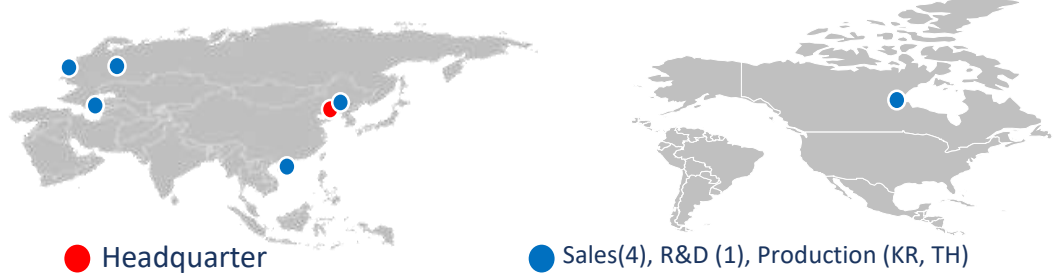 Headquarter
Sales(4), R&D (1), Production (KR, TH)